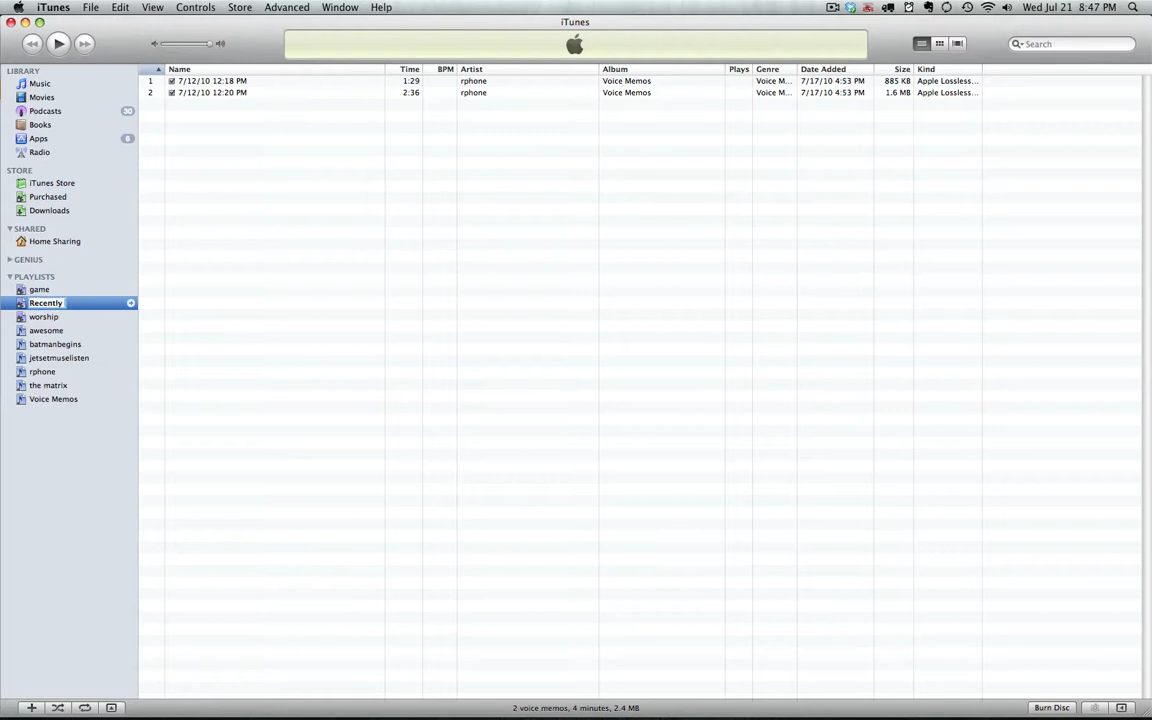 iTunes File Edit View Controls Store Advanced Window Help Wed Jul 21 8:47 PM
iTunes
Search
LIBRARY
Music
Movies
Podcasts 30
Books
Apps 6
Radio
STORE
iTunes Store
Purchased
Downloads
SHARED
Home Sharing
GENIUS
PLAYLISTS
game
Recently
worship
awesome
batmanbegins
jetsetmuselisten
rphone
the matrix
Voice Memos
Name Time BPM Artist Album Plays Genre Date Added Size Kind
1 7/12/10 12:18 PM 1:29 rphone Voice Memos Voice M... 7/17/10 4:53 PM 885 KB Apple Lossless...
2 7/12/10 12:20 PM 2:36 rphone Voice Memos Voice M... 7/17/10 4:53 PM 1.6 MB Apple Lossless...
2 voice memos, 4 minutes, 2.4 MB
Burn Disc